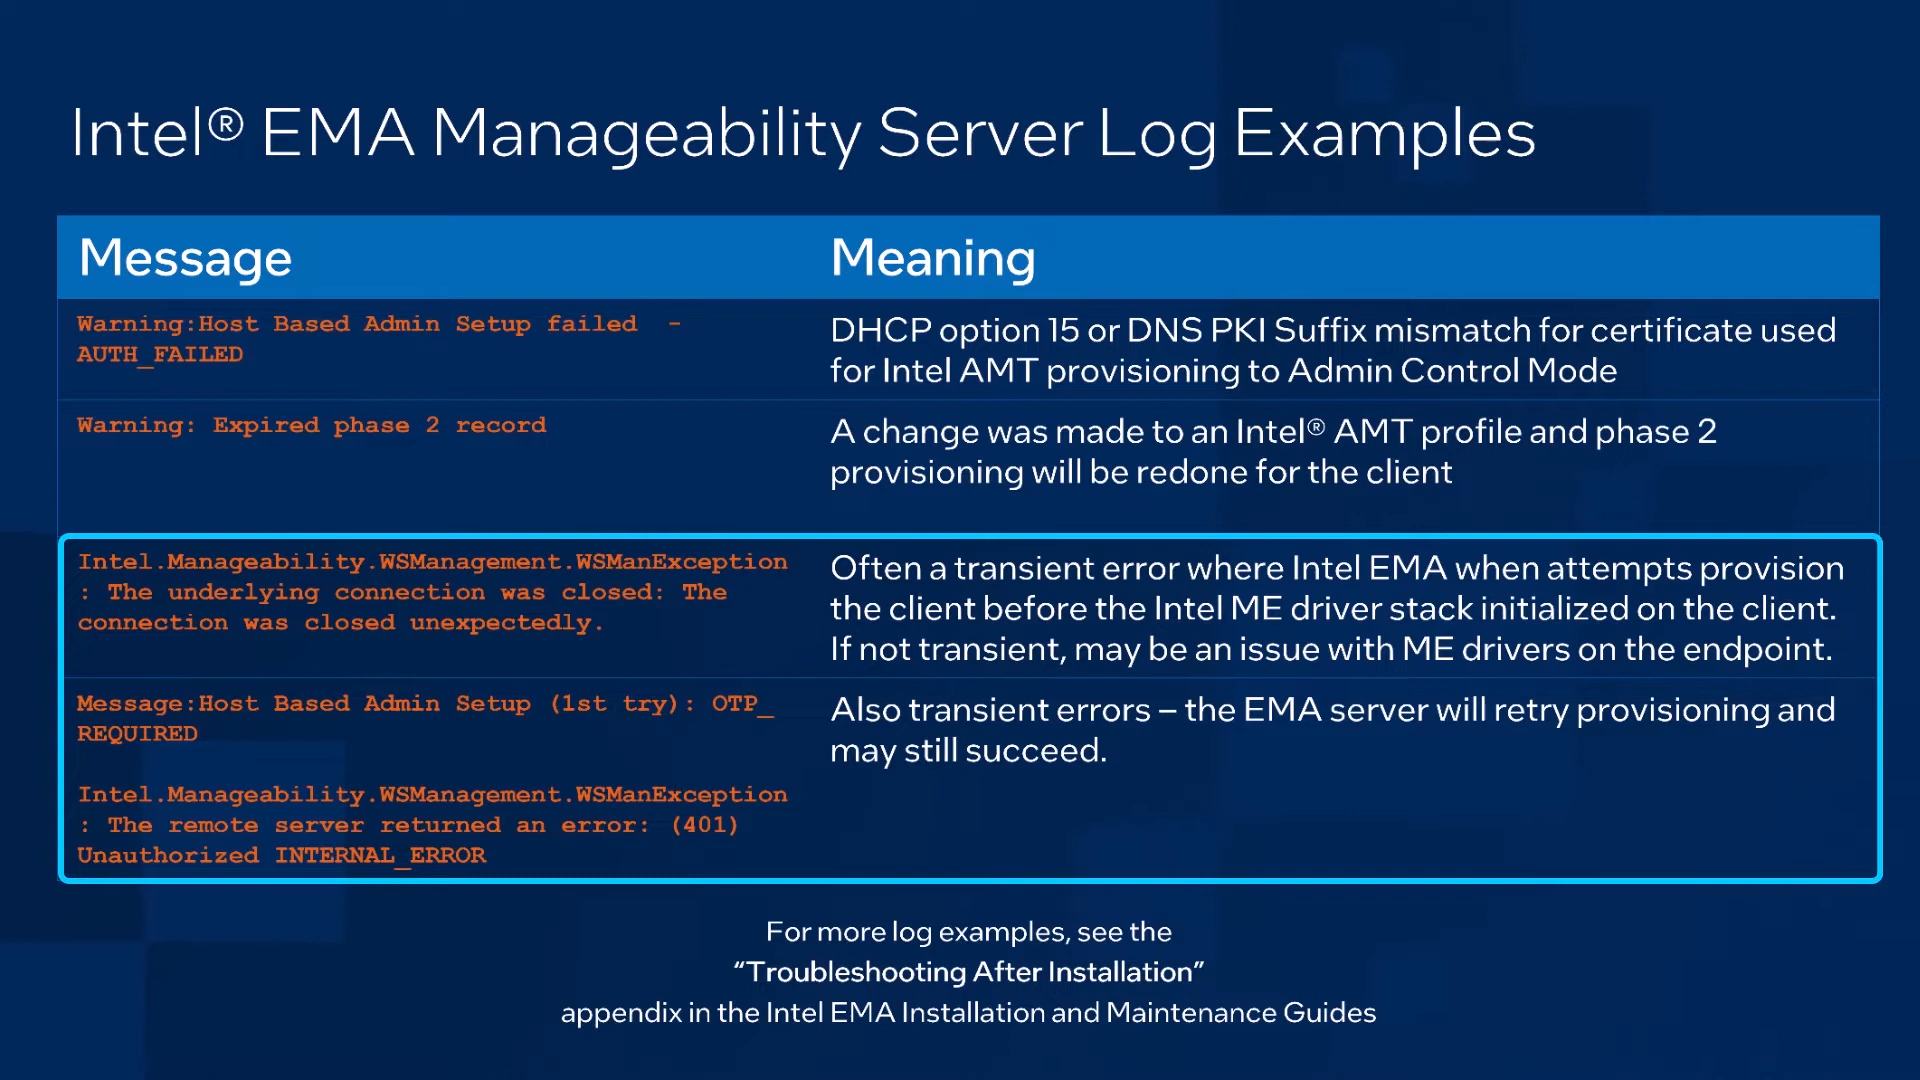 Intel® EMA Manageability Server Log Examples
Message
Meaning
Warning:Host Based Admin Setup failed  -
AUTH_FAILED
DHCP option 15 or DNS PKI Suffix mismatch for certificate used
for Intel AMT provisioning to Admin Control Mode
Warning: Expired phase 2 record
A change was made to an Intel® AMT profile and phase 2
provisioning will be redone for the client
Intel.Manageability.WSManagement.WSManException
: The underlying connection was closed: The
connection was closed unexpectedly.
Often a transient error where Intel EMA when attempts provision
the client before the Intel ME driver stack initialized on the client.
If not transient, may be an issue with ME drivers on the endpoint.
Message:Host Based Admin Setup (1st try): OTP_
REQUIRED
Intel.Manageability.WSManagement.WSManException
: The remote server returned an error: (401)
Unauthorized INTERNAL_ERROR
Also transient errors – the EMA server will retry provisioning and
may still succeed.
For more log examples, see the
“Troubleshooting After Installation”
appendix in the Intel EMA Installation and Maintenance Guides